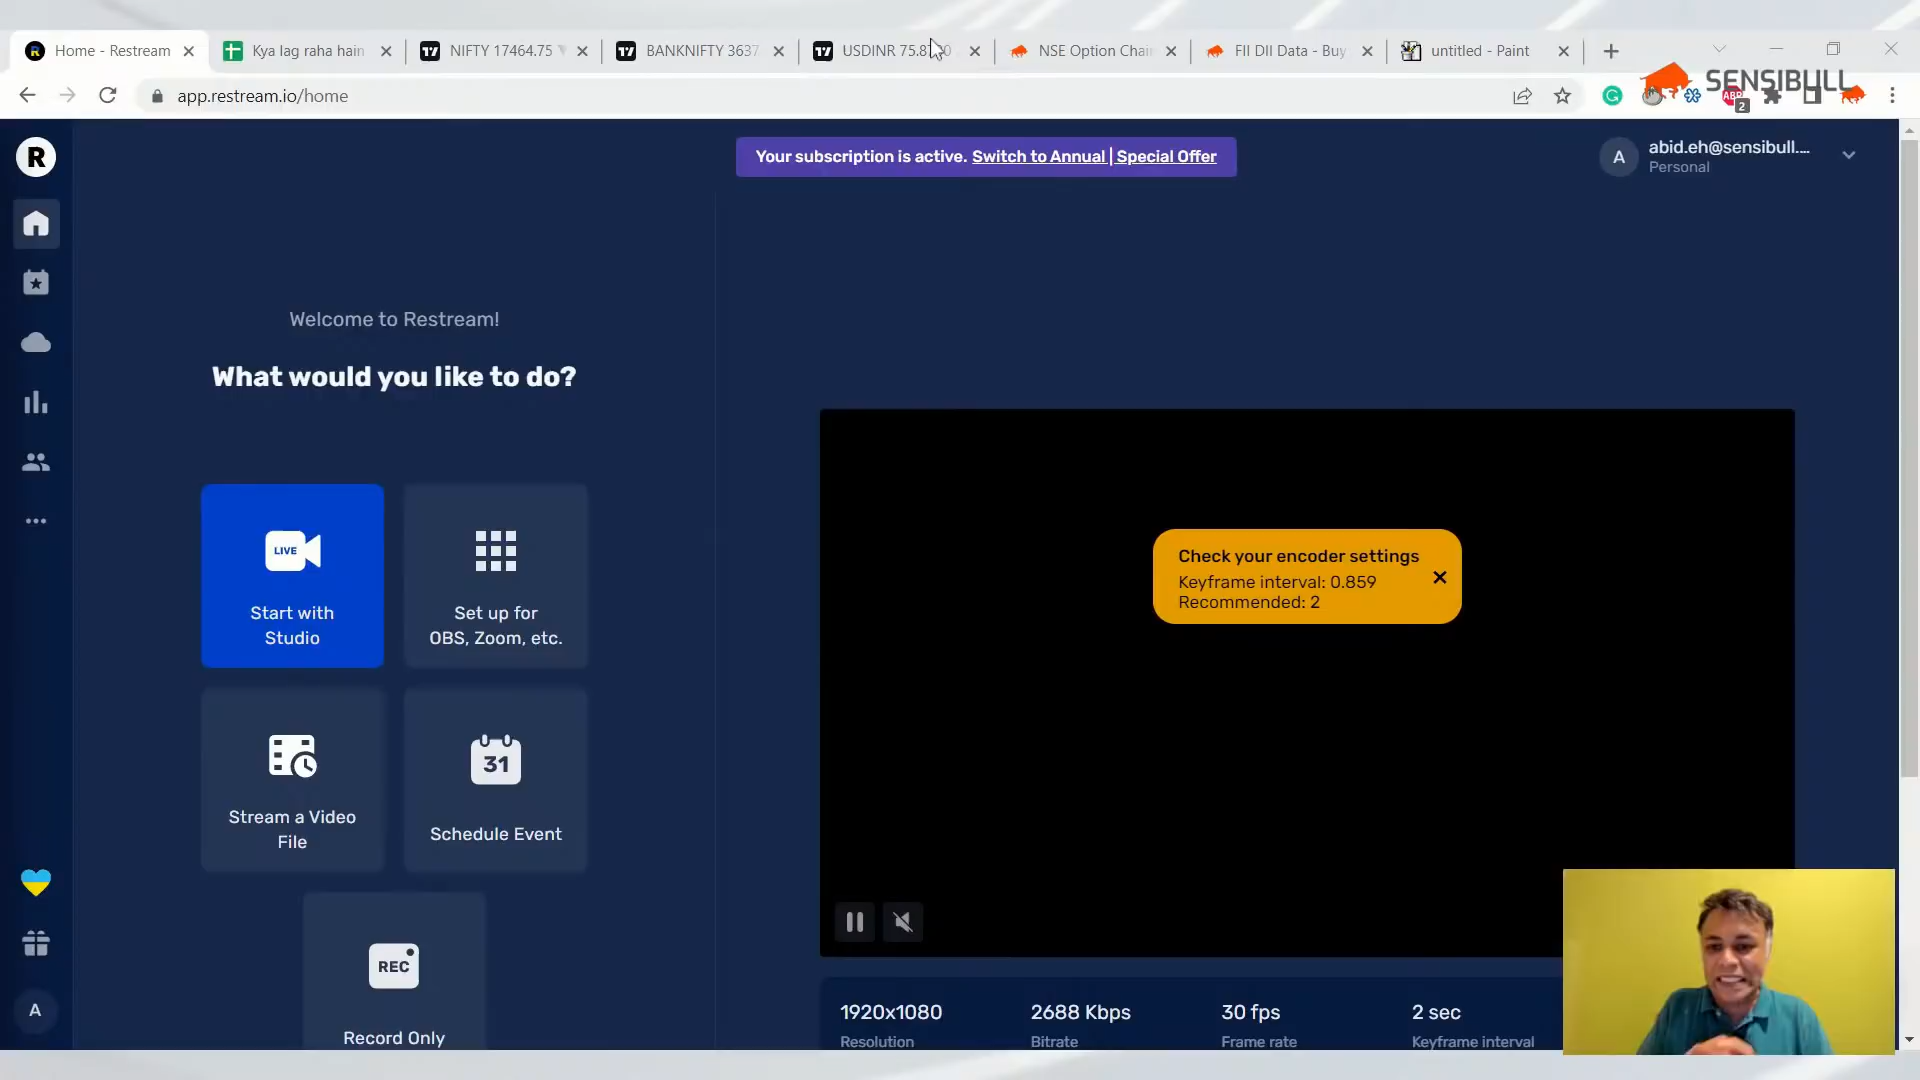 Home - Restream
Kya lag raha hain
NIFTY 17464.75
BANKNIFTY 3637
USDINR 75.8
NSE Option Chai
FII DII Data - Buy
untitled - Paint
SENSIBULL
app.restream.io/home
ABP
2
R
Your subscription is active. Switch to Annual | Special Offer
A
abid.eh@sensibull....
Personal
Welcome to Restream!
What would you like to do?
LIVE
Start with
Studio
Set up for
OBS, Zoom, etc.
Check your encoder settings
Keyframe interval: 0.859
Recommended: 2
Stream a Video
File
31
Schedule Event
REC
Record Only
A
1920x1080
Resolution
2688 Kbps
Bitrate
30 fps
Frame rate
2 sec
Keyframe interval